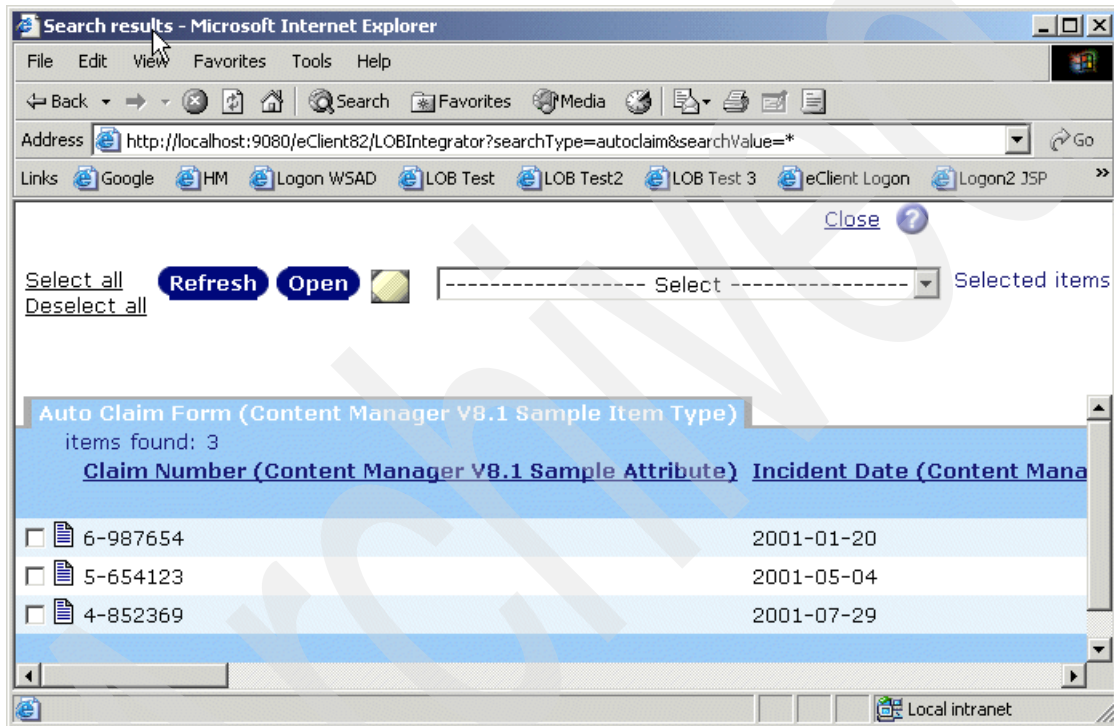 Search results - Microsoft Internet Explorer
File Edit View Favorites Tools Help
Back Search Favorites Media
Address http://localhost:9080/eClient82/LOBIntegrator?searchType=autoclaim&searchValue=* Go
Links Google HM Logon WSAD LOB Test LOB Test2 LOB Test 3 eClient Logon Logon2 JSP »
Close ?
Select all Refresh Open ------------------ Select ---------------- Selected items
Deselect all
Auto Claim Form (Content Manager V8.1 Sample Item Type)
items found: 3
Claim Number (Content Manager V8.1 Sample Attribute) Incident Date (Content Mana
6-987654 2001-01-20
5-654123 2001-05-04
4-852369 2001-07-29
Local intranet